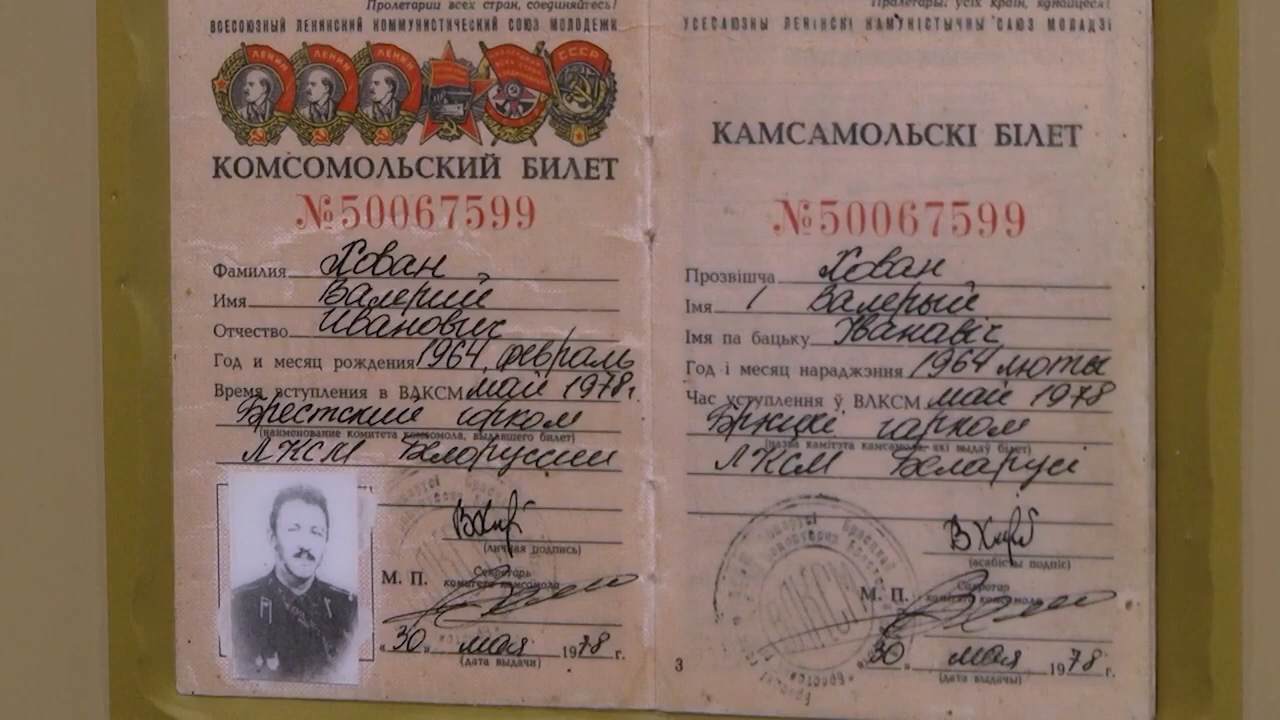 Пролетарии всех стран, соединяйтесь!
ВСЕСОЮЗНЫЙ ЛЕНИНСКИЙ КОММУНИСТИЧЕСКИЙ СОЮЗ МОЛОДЕЖИ
ЛЕНИН ЛЕНИН ЛЕНИН СССР
КОМСОМОЛЬСКИЙ БИЛЕТ
№50067599
Фамилия Хован
Имя Валерий
Отчество Иванович
Год и месяц рождения 1964, февраль
Время вступления в ВЛКСМ май 1978г.
Брестский горком
(наименование комитета комсомола, выдавшего билет)
ЛКСМ Белоруссии
(личная подпись)
М. П. Секретарь
комитета комсомола
«30» мая 1978 г.
(дата выдачи)
Пралетарыі ўсіх краін, яднайцеся!
УСЕСАЮЗНЫ ЛЕНІНСКІ КАМУНІСТЫЧНЫ САЮЗ МОЛАДЗІ
КАМСАМОЛЬСКІ БІЛЕТ
№50067599
Прозвішча Хован
Імя Валерый
Імя па бацьку Іванавіч
Год і месяц нараджэння 1964 люты
Час уступлення ў ВЛКСМ май 1978
Брэсцкі гарком
(назва камітэта камсамола, які выдаў білет)
ЛКСМ Беларусі
(асабісты подпіс)
М. П. Сакратар
камітэта камсамола
«30» мая 1978 г.
(дата выдачы)
3